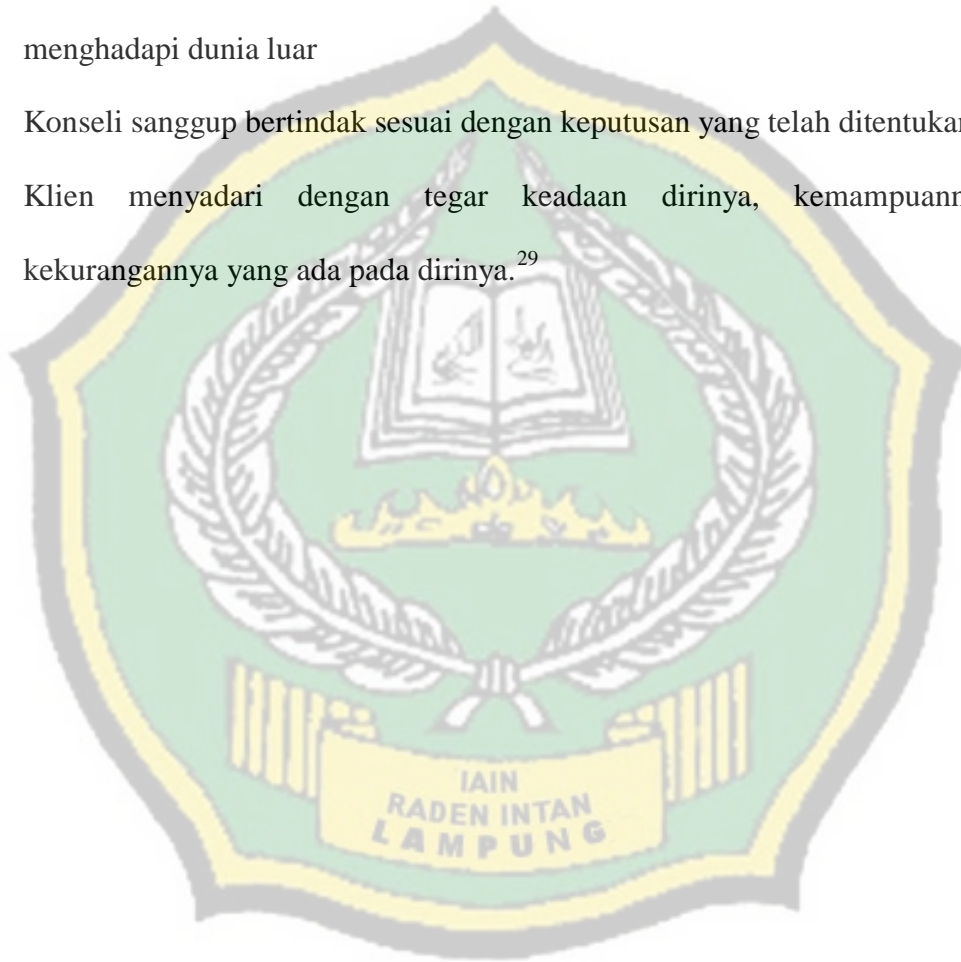 menghadapi dunia luar
Konseli sanggup bertindak sesuai dengan keputusan yang telah ditentukan
Klien menyadari dengan tegar keadaan dirinya, kemampuann
kekurangannya yang ada pada dirinya.29
IAIN
RADEN INTAN
LAMPUNG